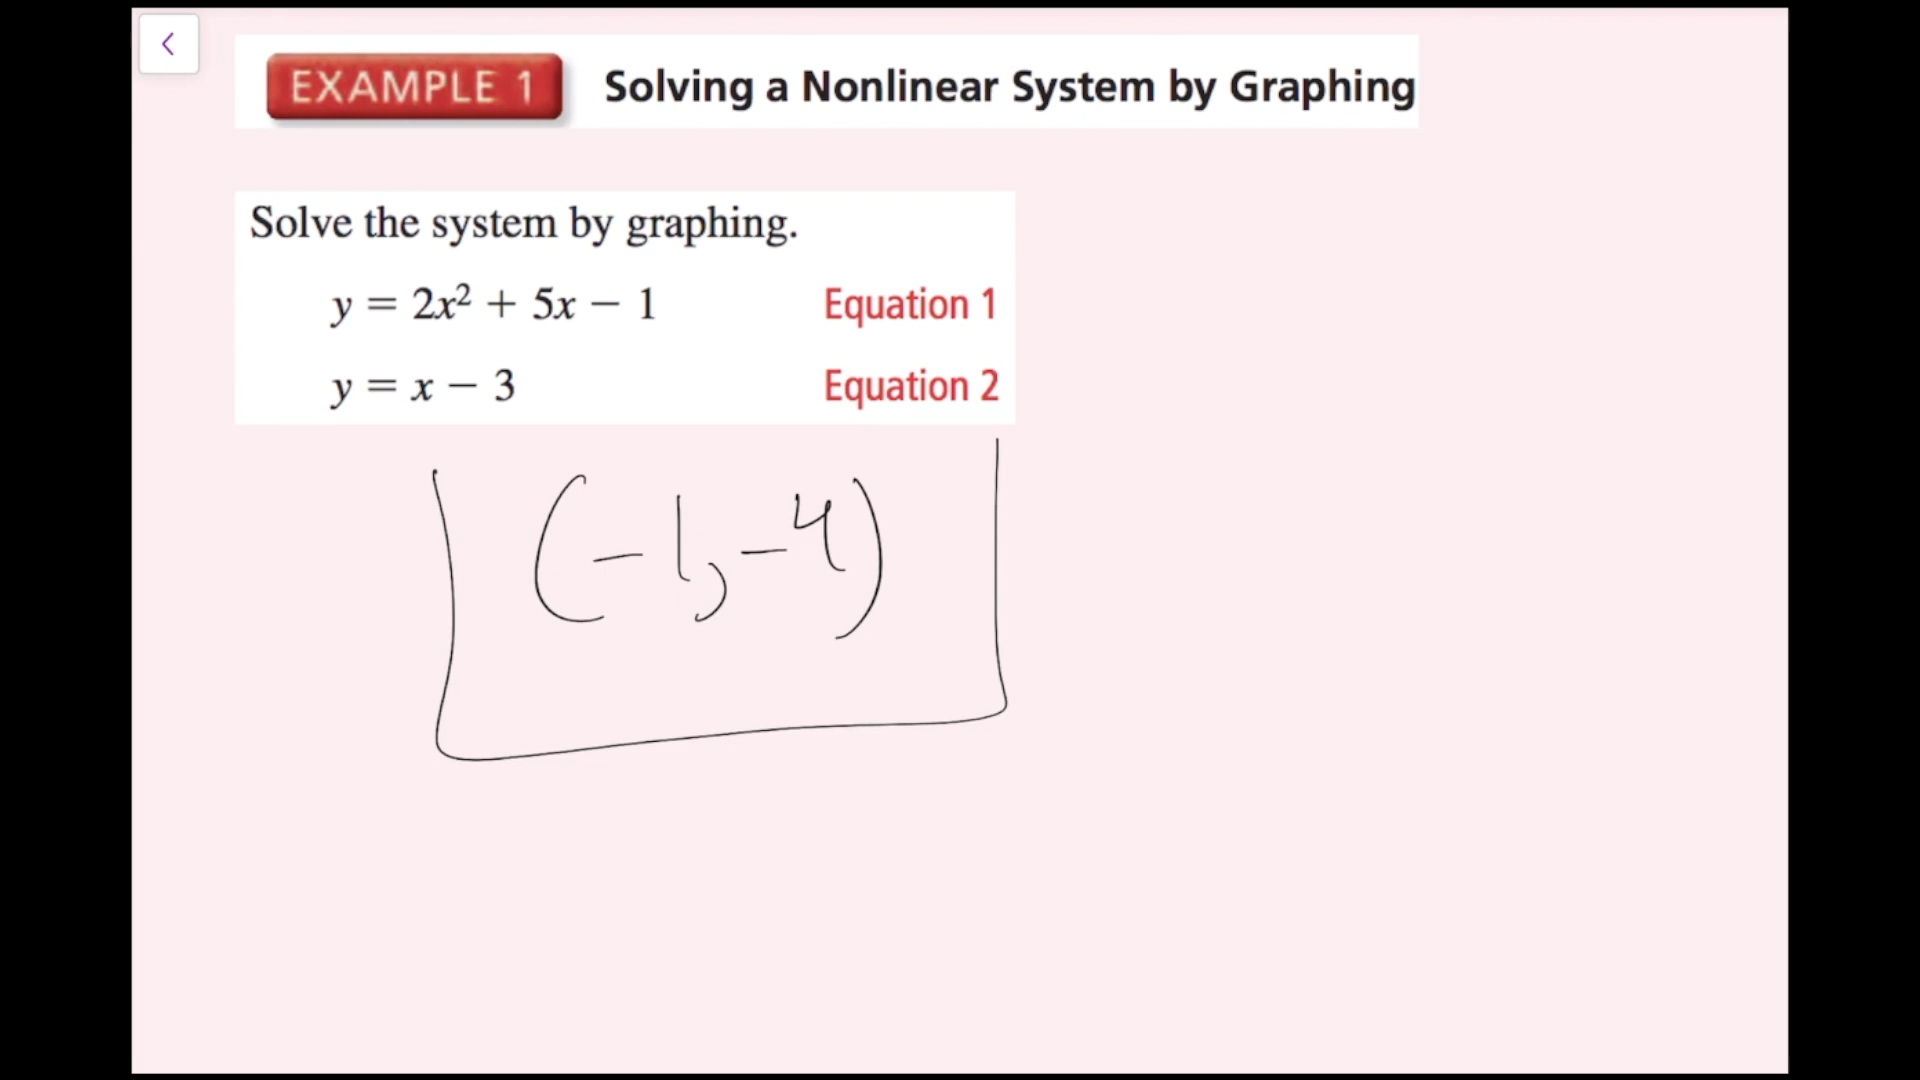 EXAMPLE 1 Solving a Nonlinear System by Graphing
Solve the system by graphing.
y = 2x² + 5x − 1 Equation 1
y = x − 3 Equation 2
(−1, −4)